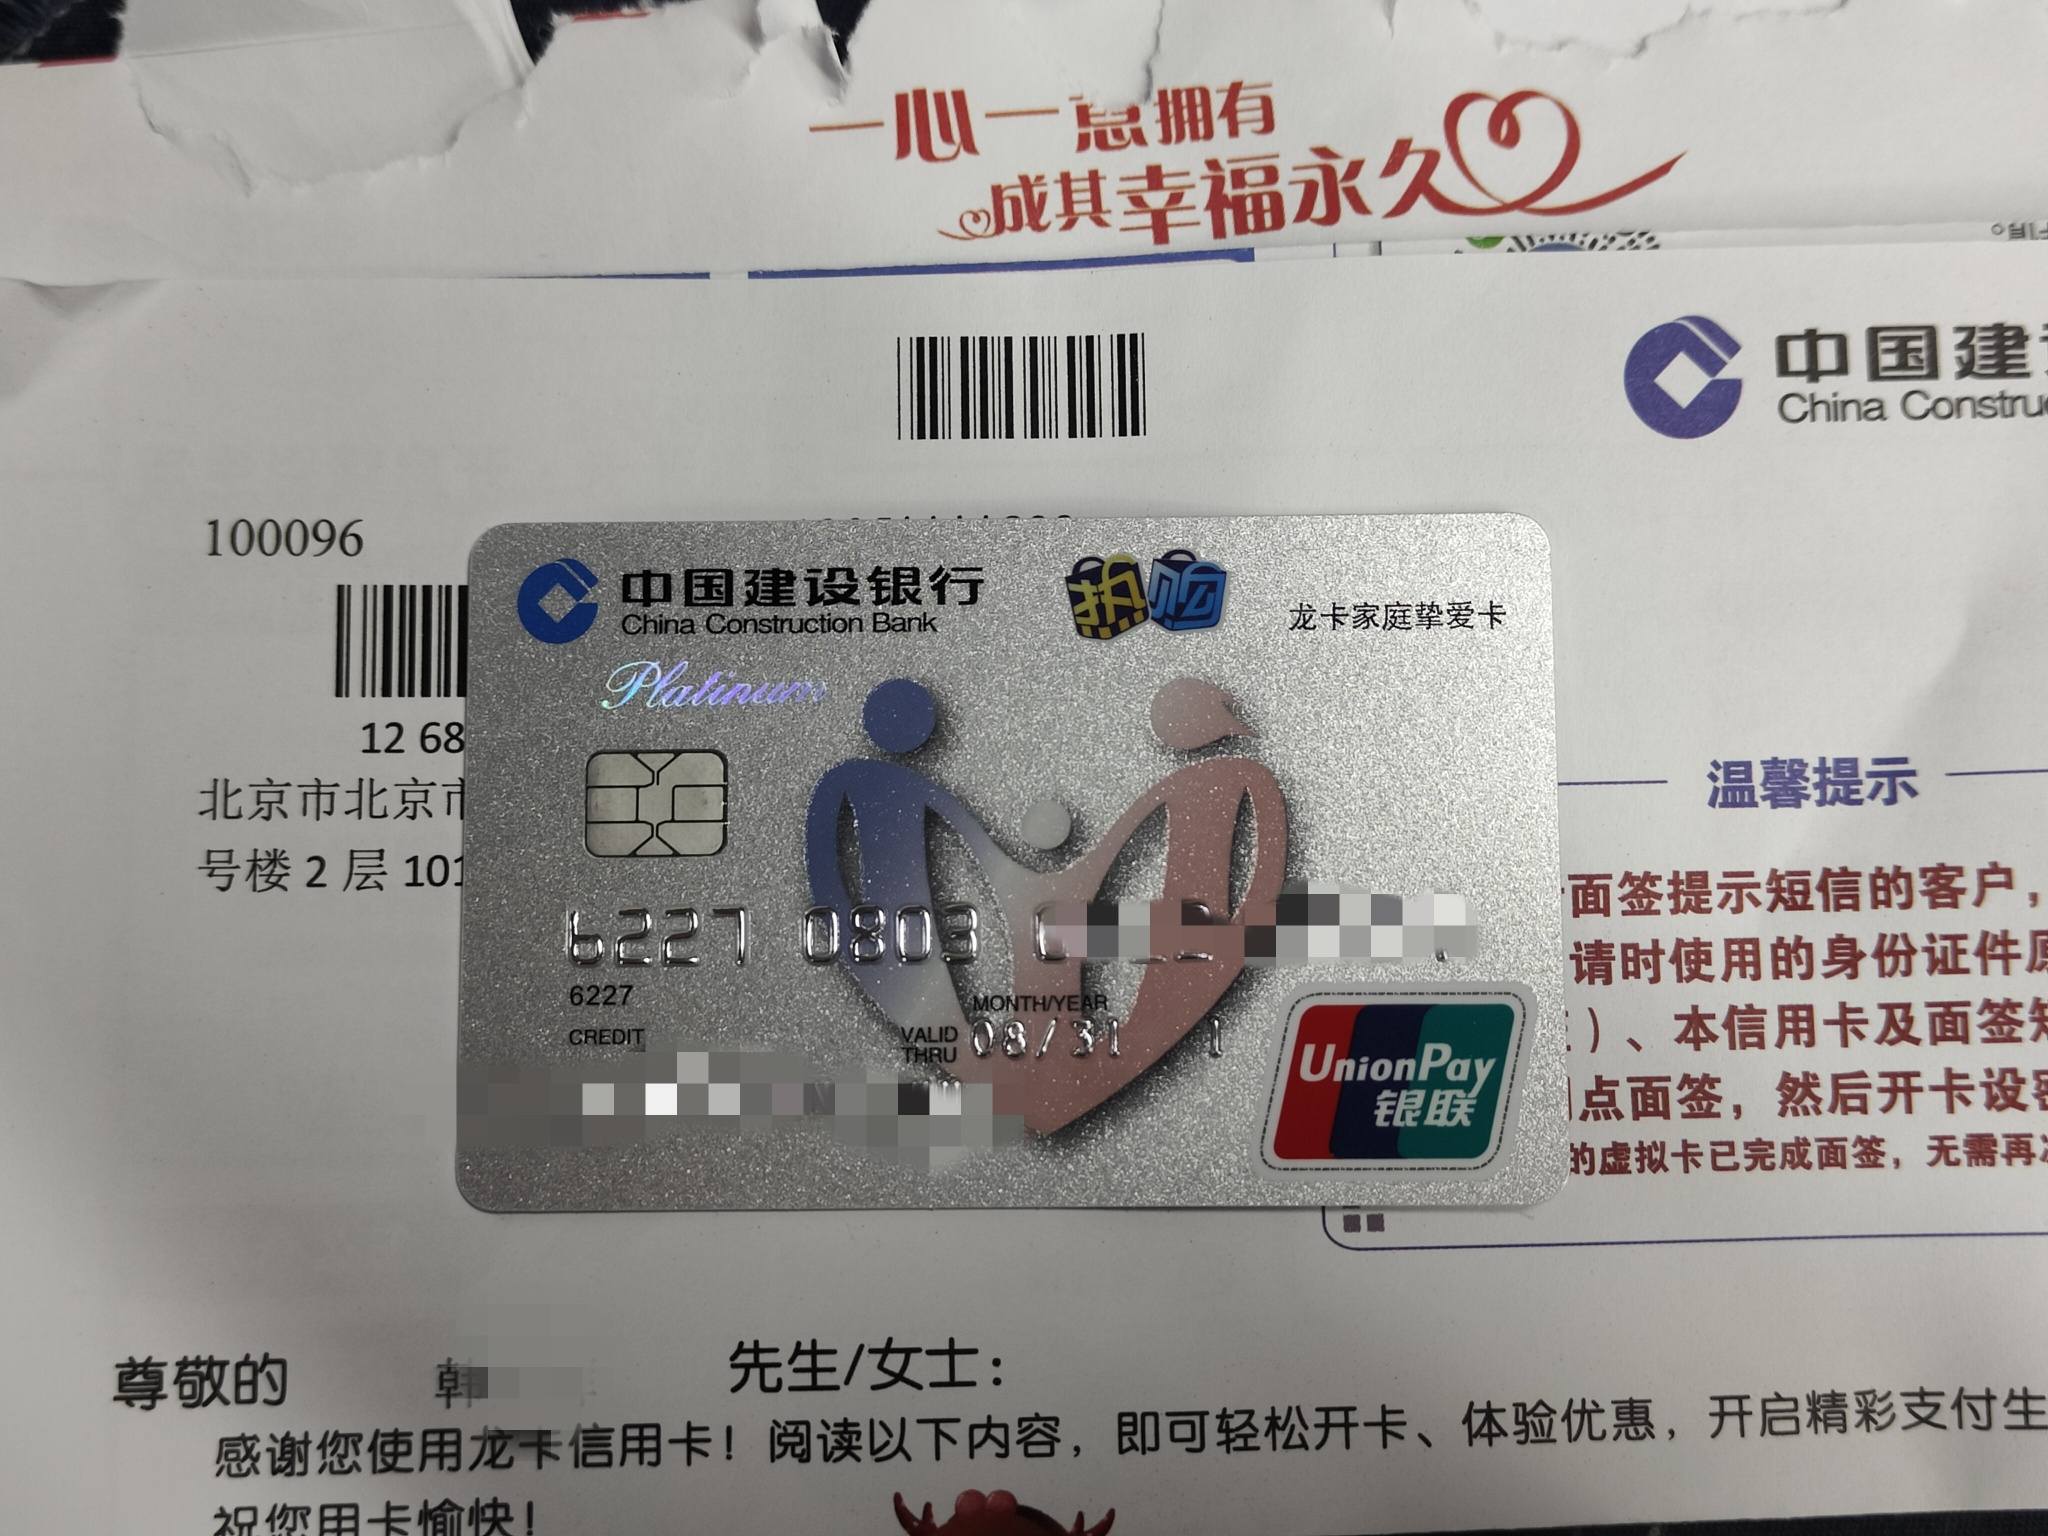 一心一意拥有
成其幸福永久
中国建
China Constru
100096
12 68
北京市北京市
号楼 2 层 101
中国建设银行
China Construction Bank
热购
龙卡家庭挚爱卡
Platinum
6227 0803
6227
CREDIT
MONTH/YEAR
VALID THRU 08/31
UnionPay
银联
温馨提示
面签提示短信的客户，
请时使用的身份证件
）、本信用卡及面签
点面签，然后开卡设
的虚拟卡已完成面签，无需再
尊敬的 韩 先生/女士：
感谢您使用龙卡信用卡！阅读以下内容，即可轻松开卡、体验优惠，开启精彩支付生
祝您用卡愉快！